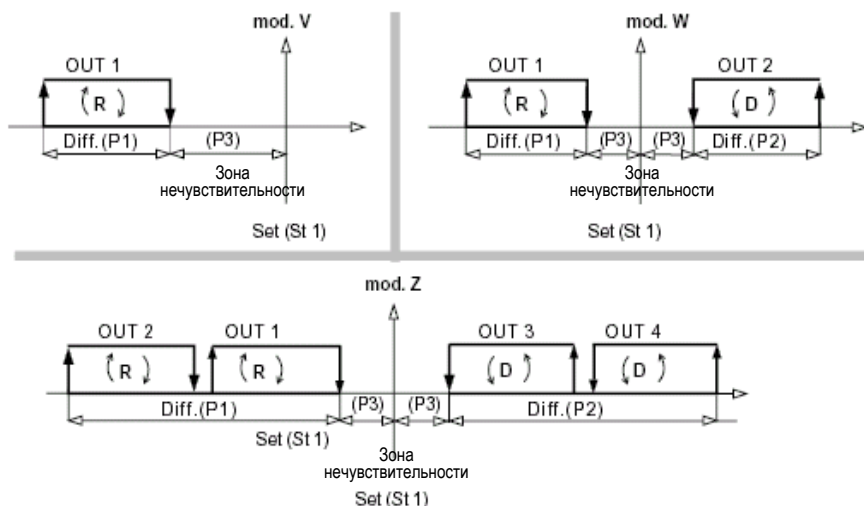 mod. V
OUT 1
R
Diff.(P1)
(P3)
Зона
нечувствительности
Set (St 1)
mod. W
OUT 1
OUT 2
R
D
Diff.(P1)
(P3)
(P3)
Diff.(P2)
Зона
нечувствительности
Set (St 1)
mod. Z
OUT 2
OUT 1
OUT 3
OUT 4
R
R
D
D
Diff.(P1)
(P3)
(P3)
Diff.(P2)
Set (St 1)
Зона
нечувствительности
Set (St 1)